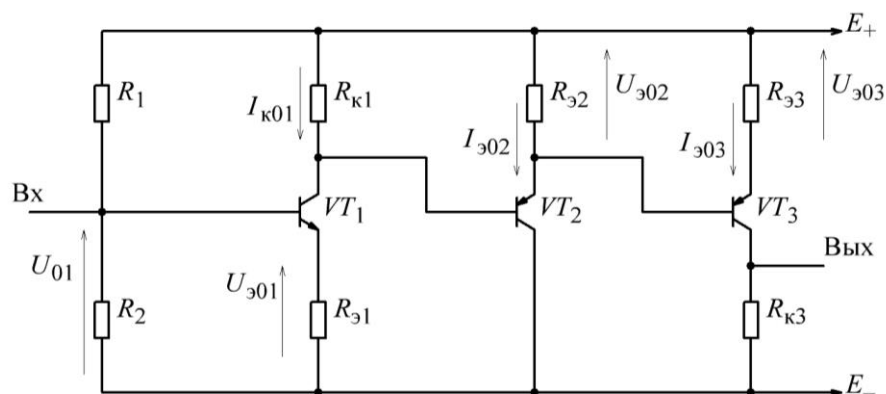 E+
R1
Iк01
Rк1
Rэ2
Uэ02
Rэ3
Uэ03
Iэ02
Iэ03
Вх
VT1
VT2
VT3
Вых
U01
R2
Uэ01
Rэ1
Rк3
E−